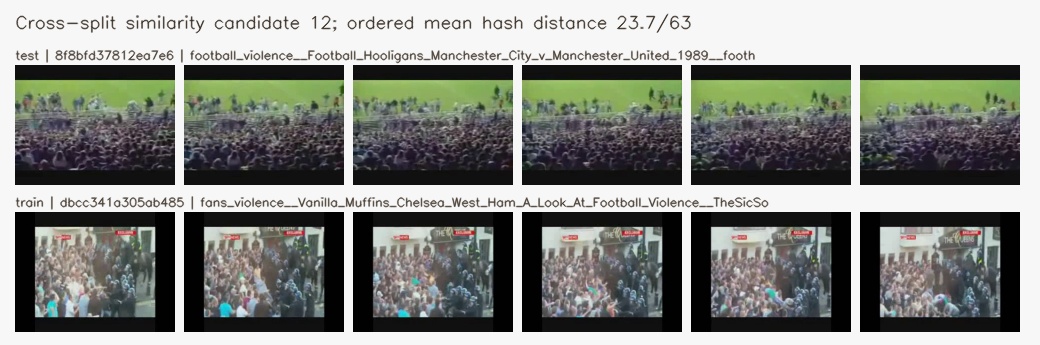 Cross-split similarity candidate 12; ordered mean hash distance 23.7/63
test | 8f8bfd37812ea7e6 | football_violence__Football_Hooligans_Manchester_City_v_Manchester_United_1989__footh
train | dbcc341a305ab485 | fans_violence__Vanilla_Muffins_Chelsea_West_Ham_A_Look_At_Football_Violence__TheSicSo